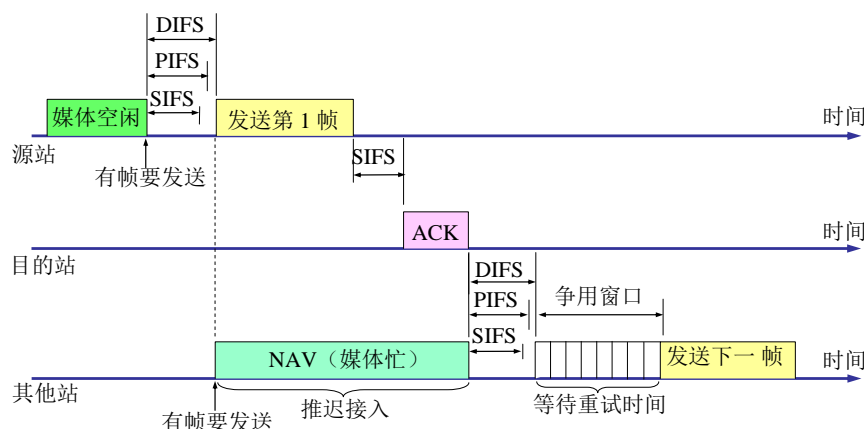 DIFS
PIFS
SIFS
媒体空闲
发送第 1 帧
时间
源站
有帧要发送
SIFS
ACK
时间
目的站
DIFS
PIFS
争用窗口
SIFS
NAV（媒体忙）
发送下一 帧
时间
其他站
有帧要发送
推迟接入
等待重试时间